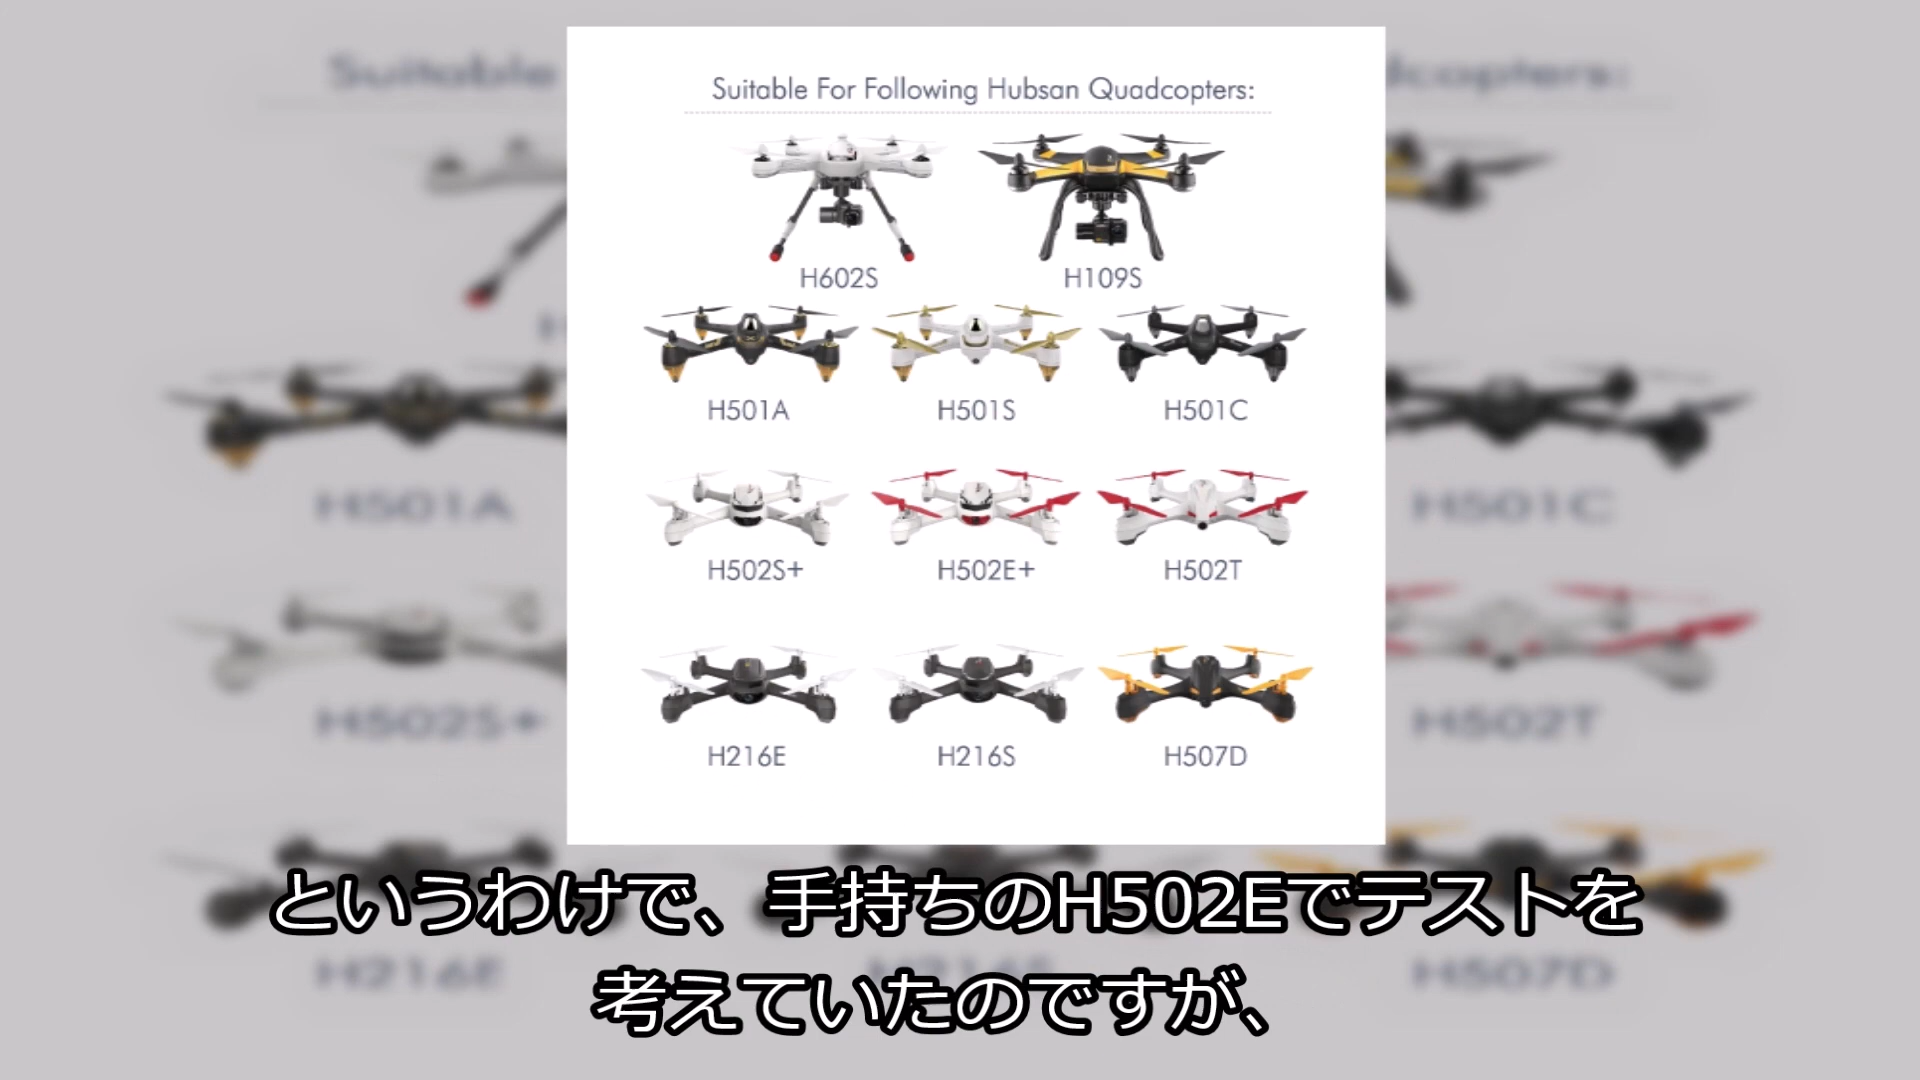 Suitable For Following Hubsan Quadcopters:
H602S
H109S
H501A
H501S
H501C
H502S+
H502E+
H502T
H216E
H216S
H507D
というわけで、手持ちのH502Eでテストを
考えていたのですが、